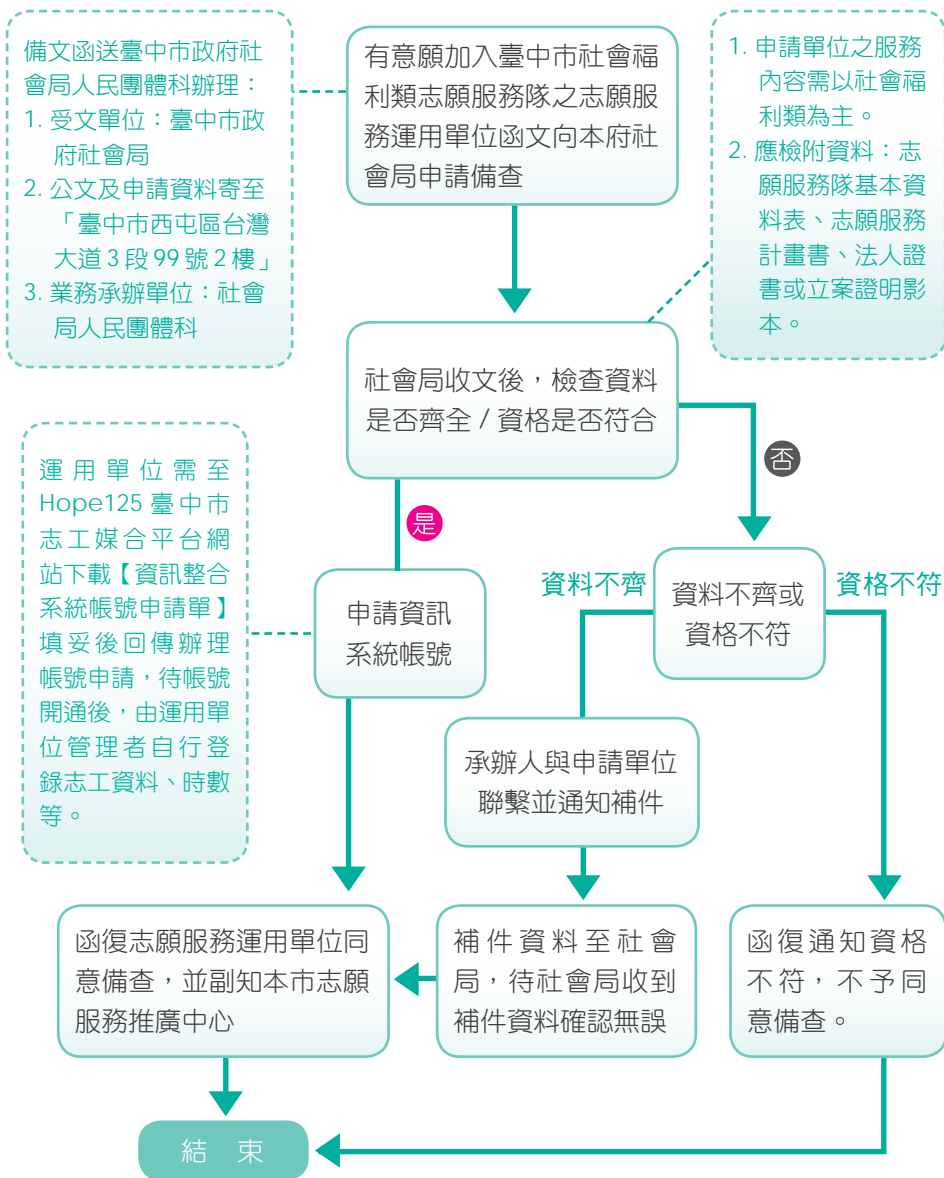 備文函送臺中市政府社
會局人民團體科辦理：
1. 受文單位：臺中市政
府社會局
2. 公文及申請資料寄至
「臺中市西屯區台灣
大道3段99號2樓」
3. 業務承辦單位：社會
局人民團體科
有意願加入臺中市社會福
利類志願服務隊之志願服
務運用單位函文向本府社
會局申請備查
1. 申請單位之服務
內容需以社會福
利類為主。
2. 應檢附資料：志
願服務隊基本資
料表、志願服務
計畫書、法人證
書或立案證明影
本。
社會局收文後，檢查資料
是否齊全 / 資格是否符合
否
是
運用單位需至
Hope125臺中市
志工媒合平台網
站下載【資訊整合
系統帳號申請單】
填妥後回傳辦理
帳號申請，待帳號
開通後，由運用單
位管理者自行登
錄志工資料、時數
等。
申請資訊
系統帳號
資料不齊
資料不齊或
資格不符
資格不符
承辦人與申請單位
聯繫並通知補件
函復志願服務運用單位同
意備查，並副知本市志願
服務推廣中心
補件資料至社會
局，待社會局收到
補件資料確認無誤
函復通知資格
不符，不予同
意備查。
結 束